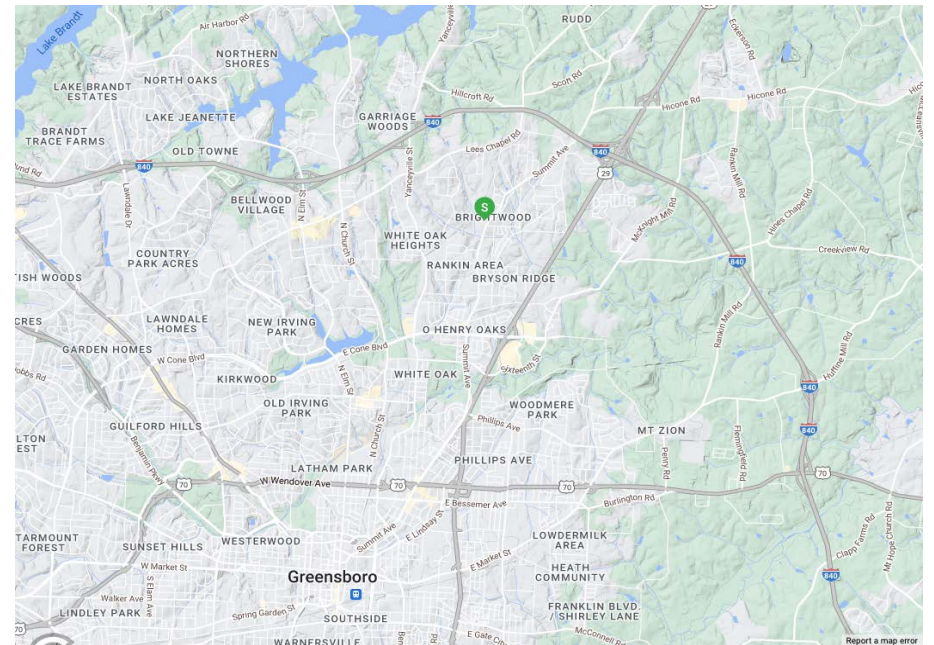 RUDD
Air Harbor Rd
Lake Brandt
Yanceyville
Eckerson Rd
NORTHERN
SHORES
29
Scott Rd
LAKE BRANDT
ESTATES
NORTH OAKS
Hillcroft Rd
Hicone Rd
Hicone Rd
LAKE JEANETTE
GARRIAGE
WOODS
840
BRANDT
TRACE FARMS
OLD TOWNE
Lees Chapel Rd
Summit Ave
840
840
29
Yanceyville St
Lawndale Dr
BELLWOOD
VILLAGE
N Elm St
N Church St
S
BRIGHTWOOD
McKnight Mill Rd
Rankin Mill Rd
Hines Chapel Rd
WHITE OAK
HEIGHTS
COUNTRY
PARK ACRES
RANKIN AREA
BRYSON RIDGE
840
Creekview Rd
LAWNDALE
HOMES
NEW IRVING
PARK
O HENRY OAKS
Rankin Mill Rd
Huffine Mill Rd
GARDEN HOMES
W Cone Blvd
E Cone Blvd
Summit Ave
Sixteenth St
KIRKWOOD
N Elm St
WHITE OAK
840
OLD IRVING
PARK
WOODMERE
PARK
GUILFORD HILLS
N Church St
Phillips Ave
MT ZION
840
Benjamin Pkwy
Penry Rd
Flemingfield Rd
LATHAM PARK
PHILLIPS AVE
70
W Wendover Ave
70
70
70
Burlington Rd
E Bessemer Ave
Summit Ave
E Lindsay St
SUNSET HILLS
WESTERWOOD
LOWDERMILK
AREA
Clapp Farms Rd
Mt Hope Church Rd
W Market St
E Market St
HEATH
COMMUNITY
840
Greensboro
Walker Ave
S Elam Ave
LINDLEY PARK
Spring Garden St
SOUTHSIDE
FRANKLIN BLVD.
/ SHIRLEY LANE
WARNERSVILLE
E Gate City
McConnell Rd
Report a map error